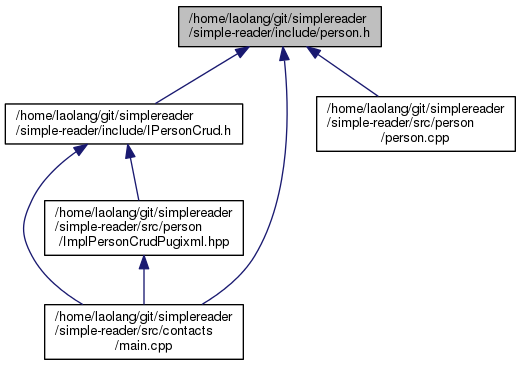 /home/laolang/git/simplereader
/simple-reader/include/person.h
/home/laolang/git/simplereader
/simple-reader/include/IPersonCrud.h
/home/laolang/git/simplereader
/simple-reader/src/person
/person.cpp
/home/laolang/git/simplereader
/simple-reader/src/person
/ImplPersonCrudPugixml.hpp
/home/laolang/git/simplereader
/simple-reader/src/contacts
/main.cpp